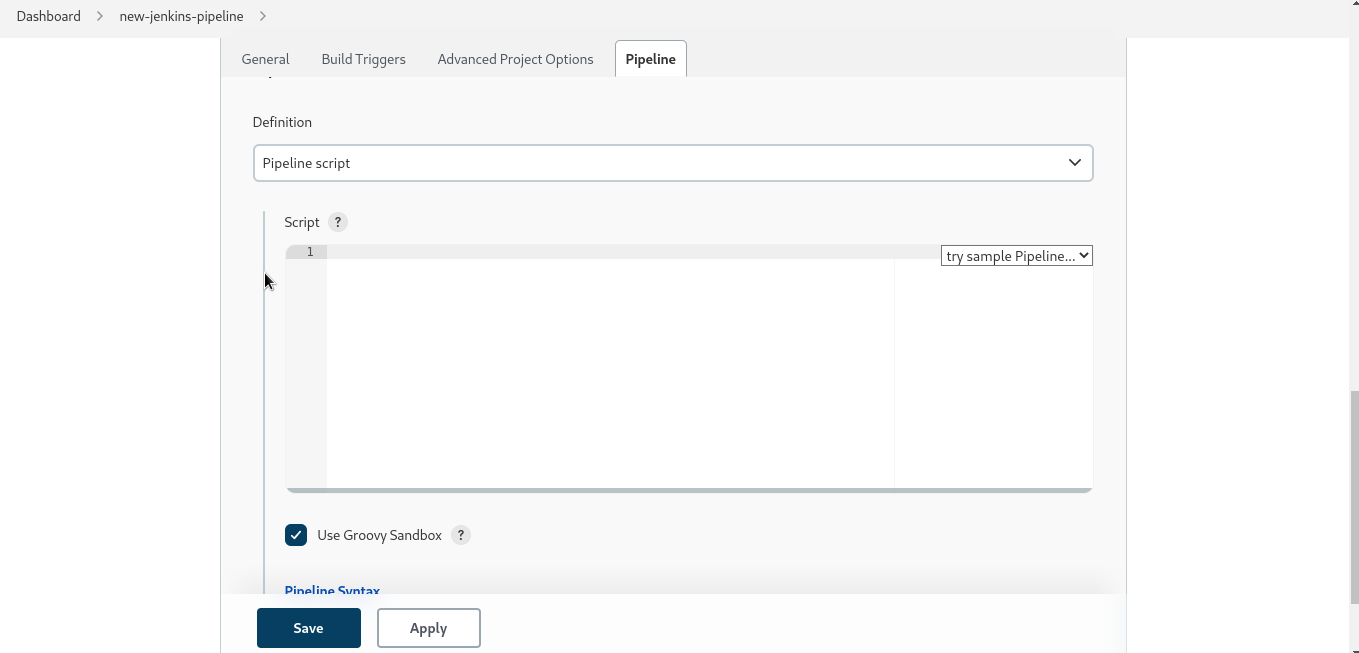 Dashboard > new-jenkins-pipeline >
General Build Triggers Advanced Project Options Pipeline
Definition
Pipeline script
Script ?
1
try sample Pipeline...
Use Groovy Sandbox ?
Pipeline Syntax
Save Apply